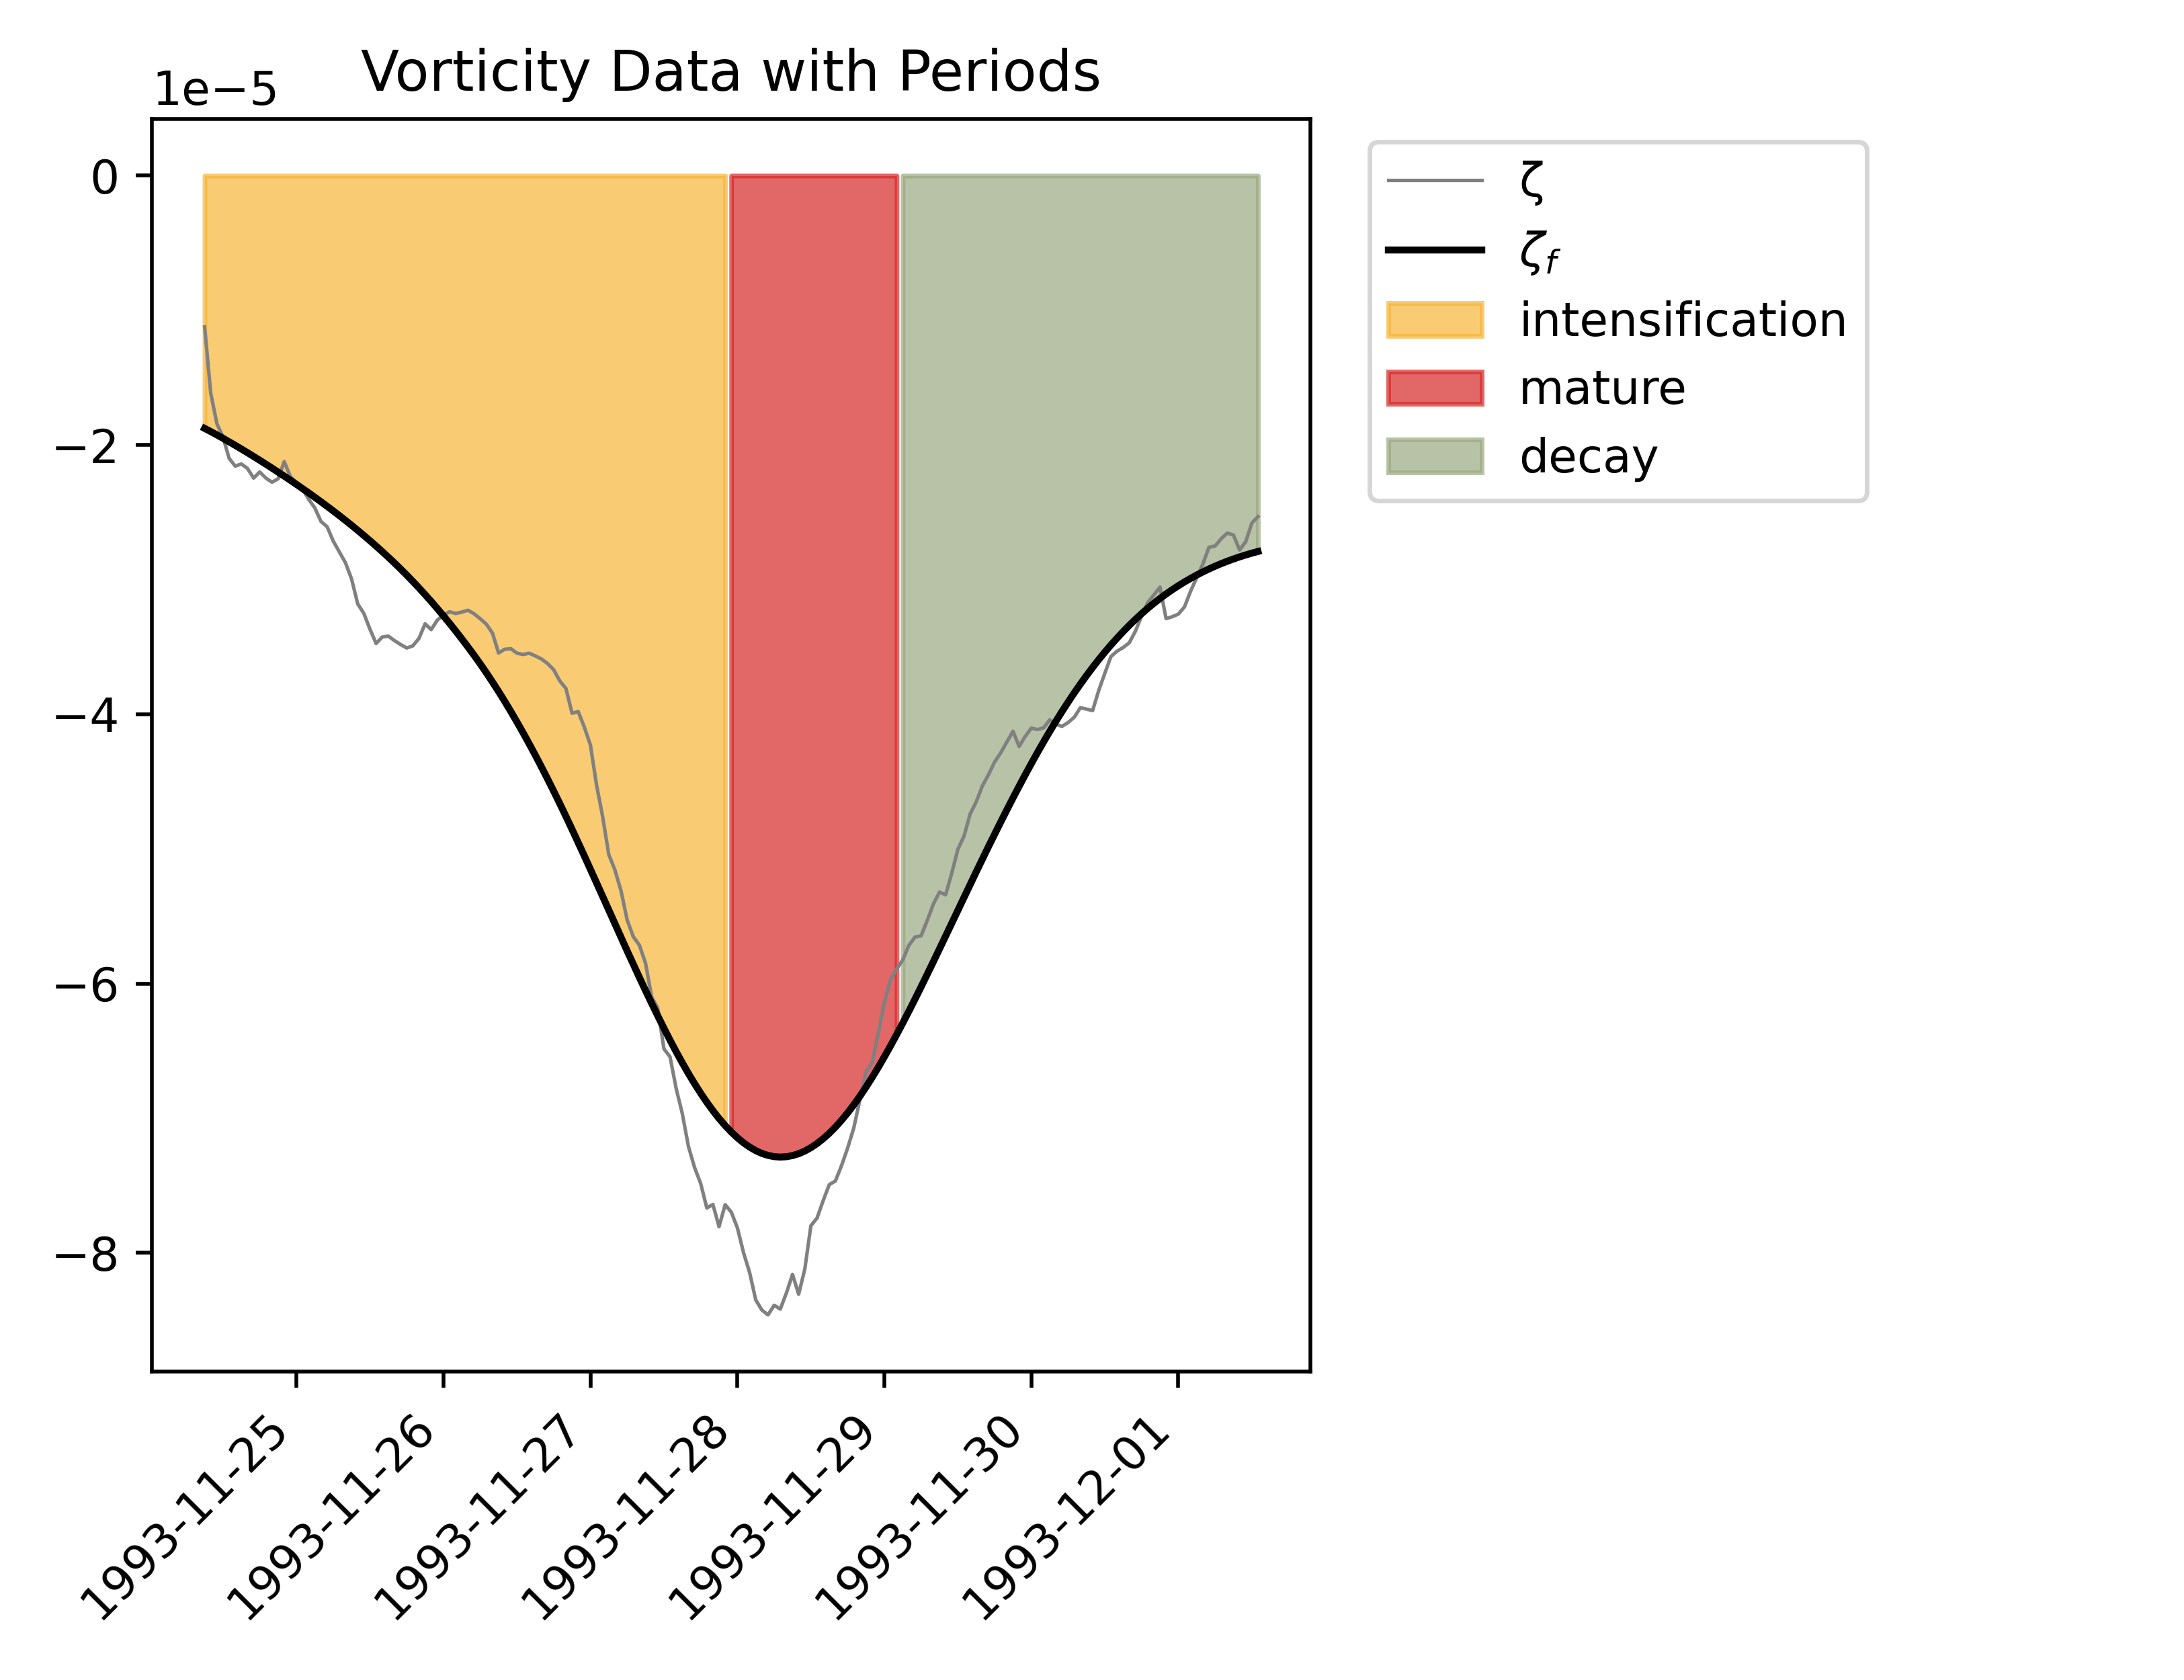 Vorticity Data with Periods
1e−5
0
−2
−4
−6
−8
1993-11-25
1993-11-26
1993-11-27
1993-11-28
1993-11-29
1993-11-30
1993-12-01
ζ
ζf
intensification
mature
decay